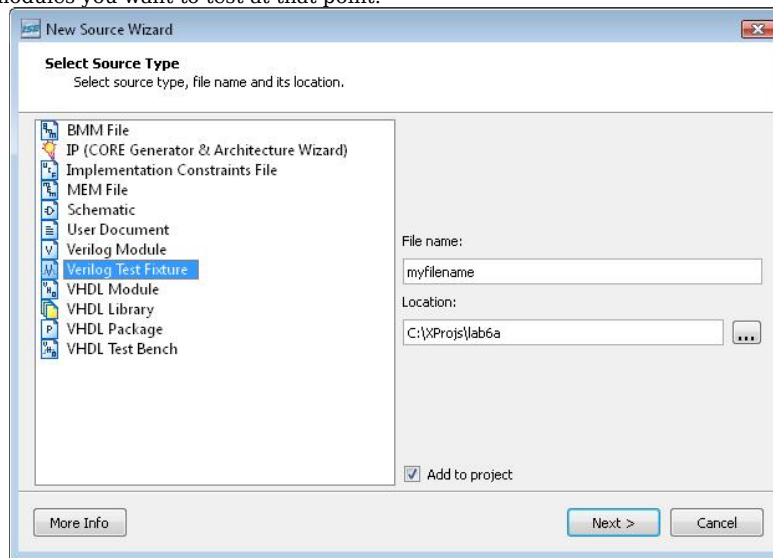 modules you want to test at that point.
ISE New Source Wizard
Select Source Type
Select source type, file name and its location.
BMM File
IP (CORE Generator & Architecture Wizard)
Implementation Constraints File
MEM File
Schematic
User Document
Verilog Module
Verilog Test Fixture
VHDL Module
VHDL Library
VHDL Package
VHDL Test Bench
File name:
myfilename
Location:
C:\XProjs\lab6a
...
Add to project
More Info
Next >
Cancel